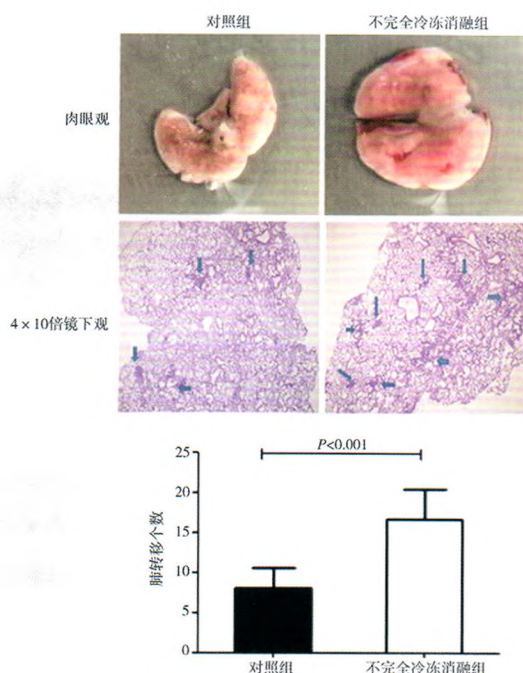 对照组 不完全冷冻消融组
肉眼观
4×10倍镜下观
P<0.001
25
20
15
10
5
0
肺转移个数
对照组 不完全冷冻消融组